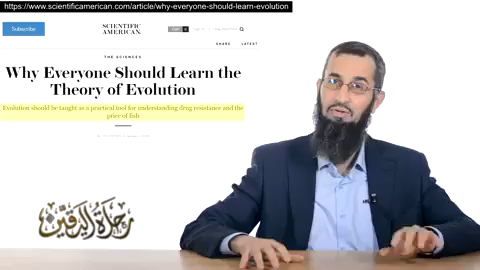 https://www.scientificamerican.com/article/why-everyone-should-learn-evolution
Subscribe
SCIENTIFIC
AMERICAN.
SHARE LATEST
THE SCIENCES
Why Everyone Should Learn the
Theory of Evolution
Evolution should be taught as a practical tool for understanding drug resistance and the
price of fish
رحلة اليقين